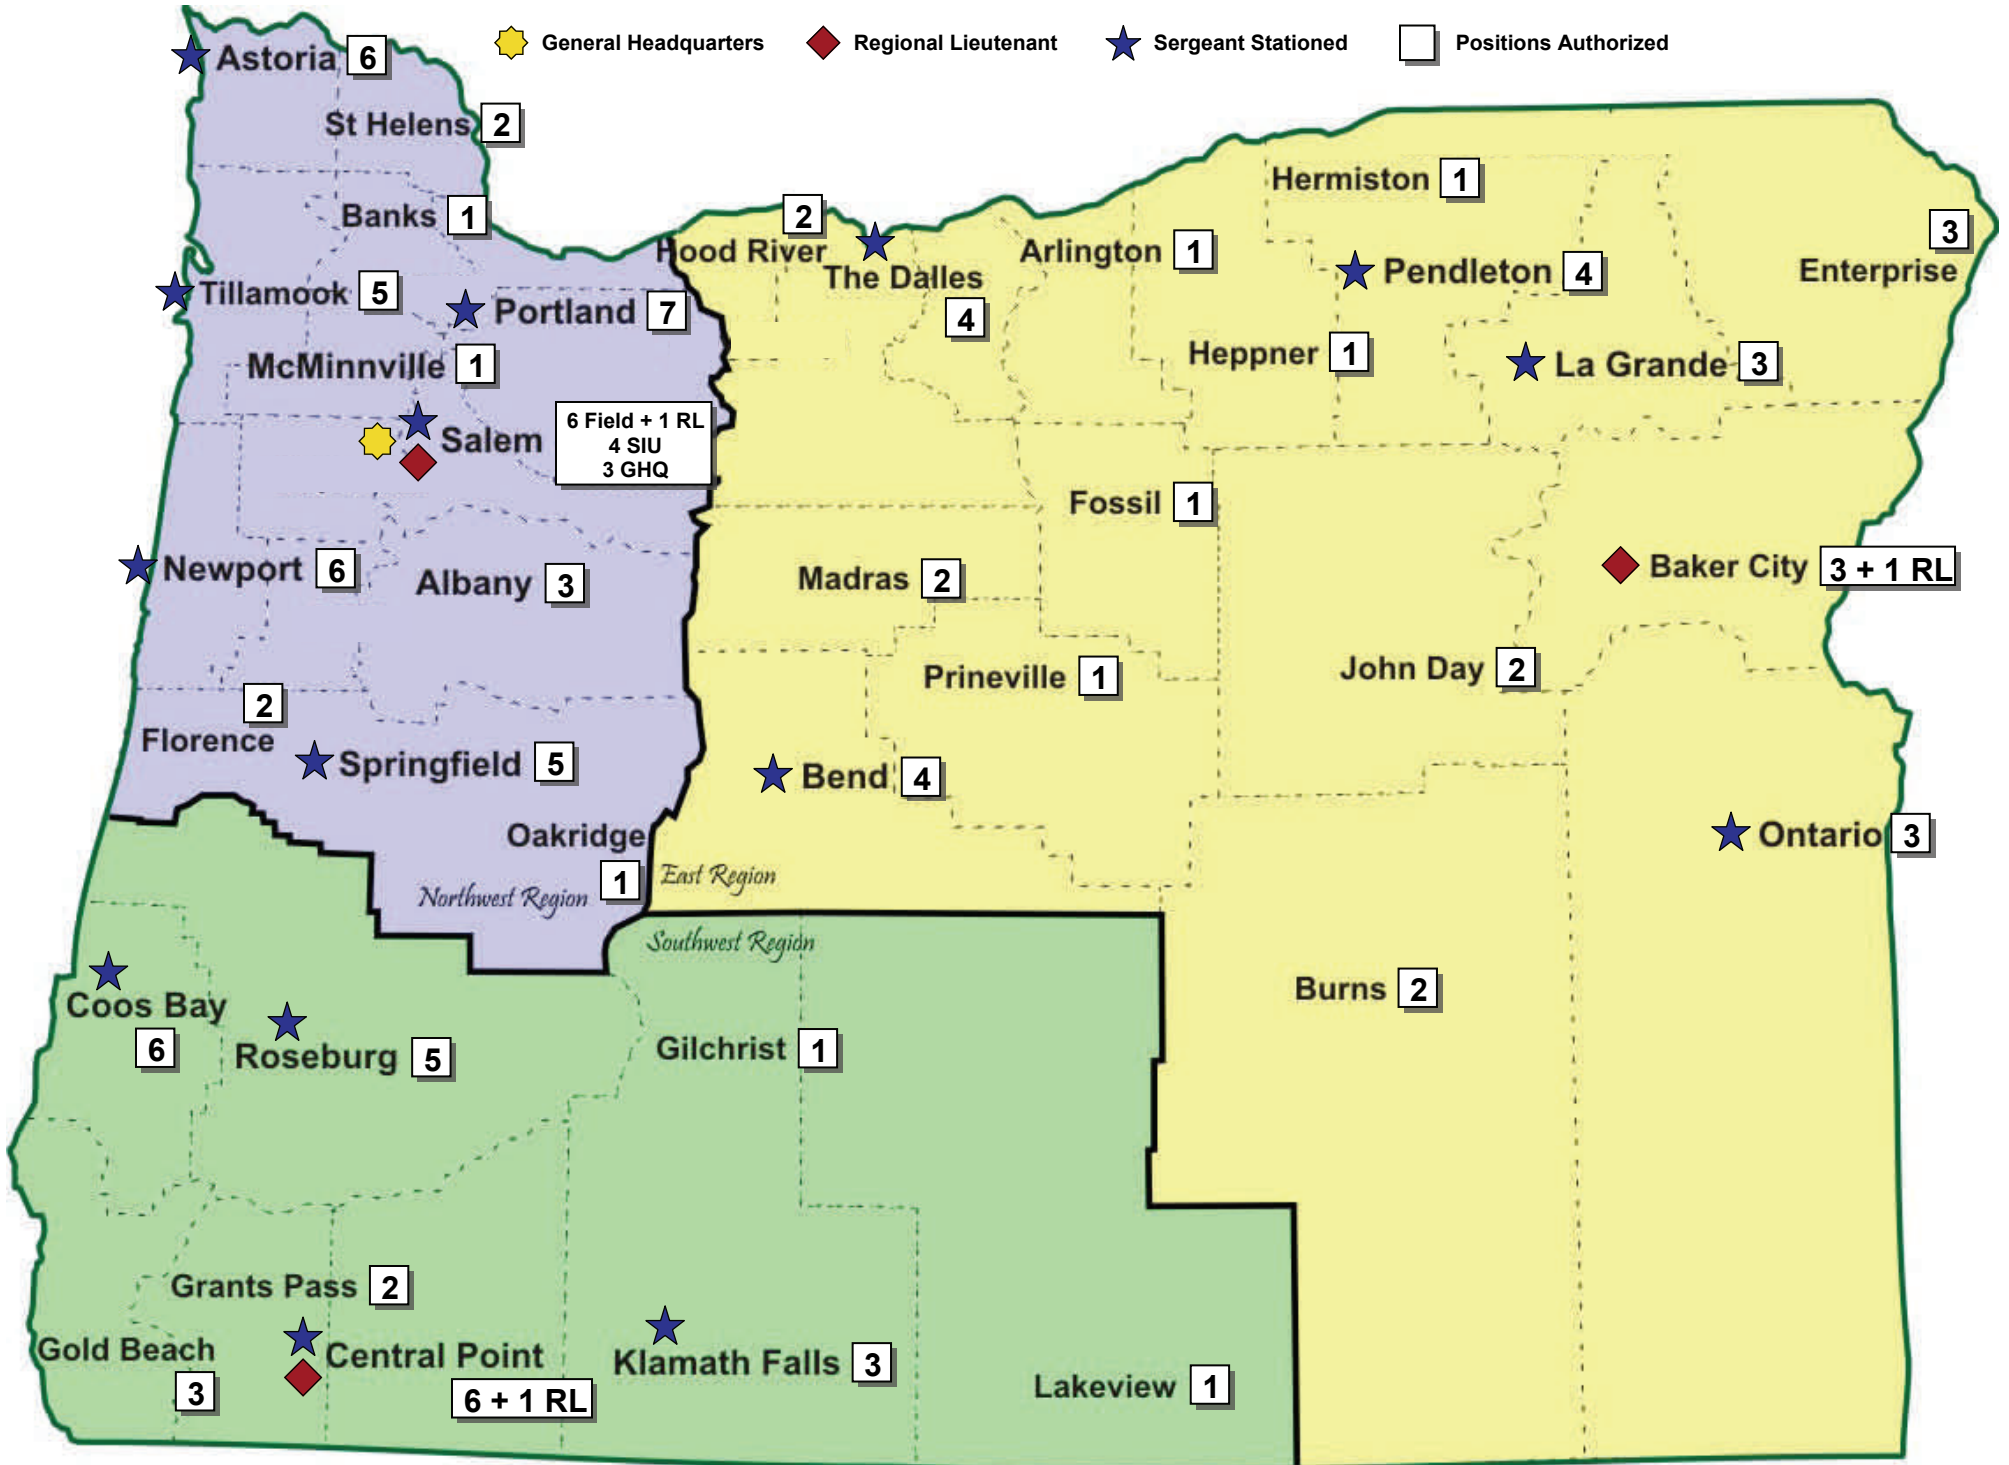 General Headquarters
Regional Lieutenant
Sergeant Stationed
Positions Authorized
Astoria 6
St Helens 2
Banks 1
Tillamook 5
Portland 7
McMinnville 1
Salem
6 Field + 1 RL
4 SIU
3 GHQ
Newport 6
Albany 3
2
Florence
Springfield 5
Oakridge
1
Northwest Region
2
Hood River
The Dalles
4
Arlington 1
Hermiston 1
Pendleton 4
3
Enterprise
Heppner 1
La Grande 3
Fossil 1
Madras 2
Baker City 3 + 1 RL
Prineville 1
John Day 2
Bend 4
Ontario 3
East Region
Burns 2
Southwest Region
Coos Bay
6
Roseburg 5
Gilchrist 1
Grants Pass 2
Gold Beach
3
Central Point
6 + 1 RL
Klamath Falls 3
Lakeview 1